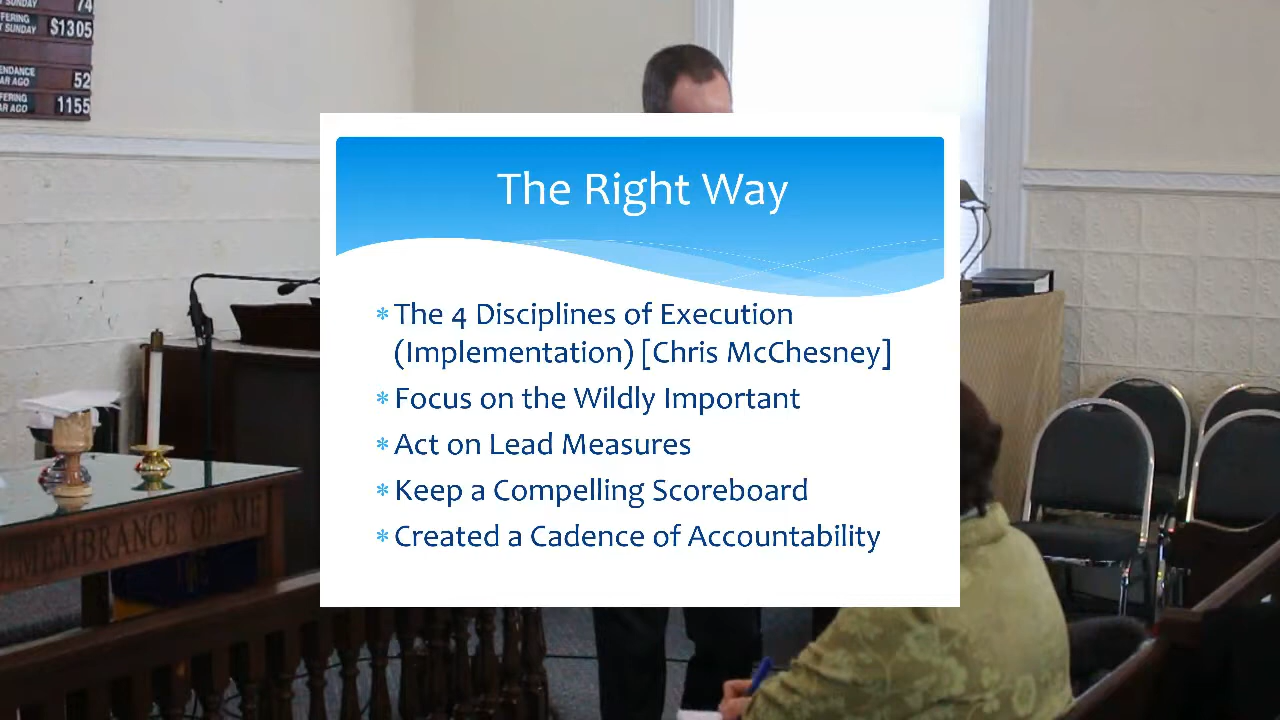 74
FERING
T SUNDAY $1305
ENDANCE
AR AGO 52
FERING
AR AGO 1155
The Right Way
* The 4 Disciplines of Execution
(Implementation) [Chris McChesney]
* Focus on the Wildly Important
* Act on Lead Measures
* Keep a Compelling Scoreboard
* Created a Cadence of Accountability
MEMBRANCE OF ME